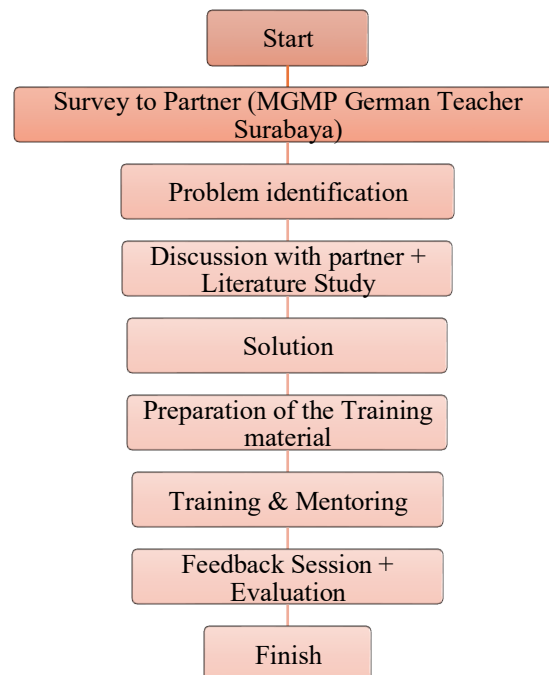 Start
Survey to Partner (MGMP German Teacher
Surabaya)
Problem identification
Discussion with partner +
Literature Study
Solution
Preparation of the Training
material
Training & Mentoring
Feedback Session +
Evaluation
Finish